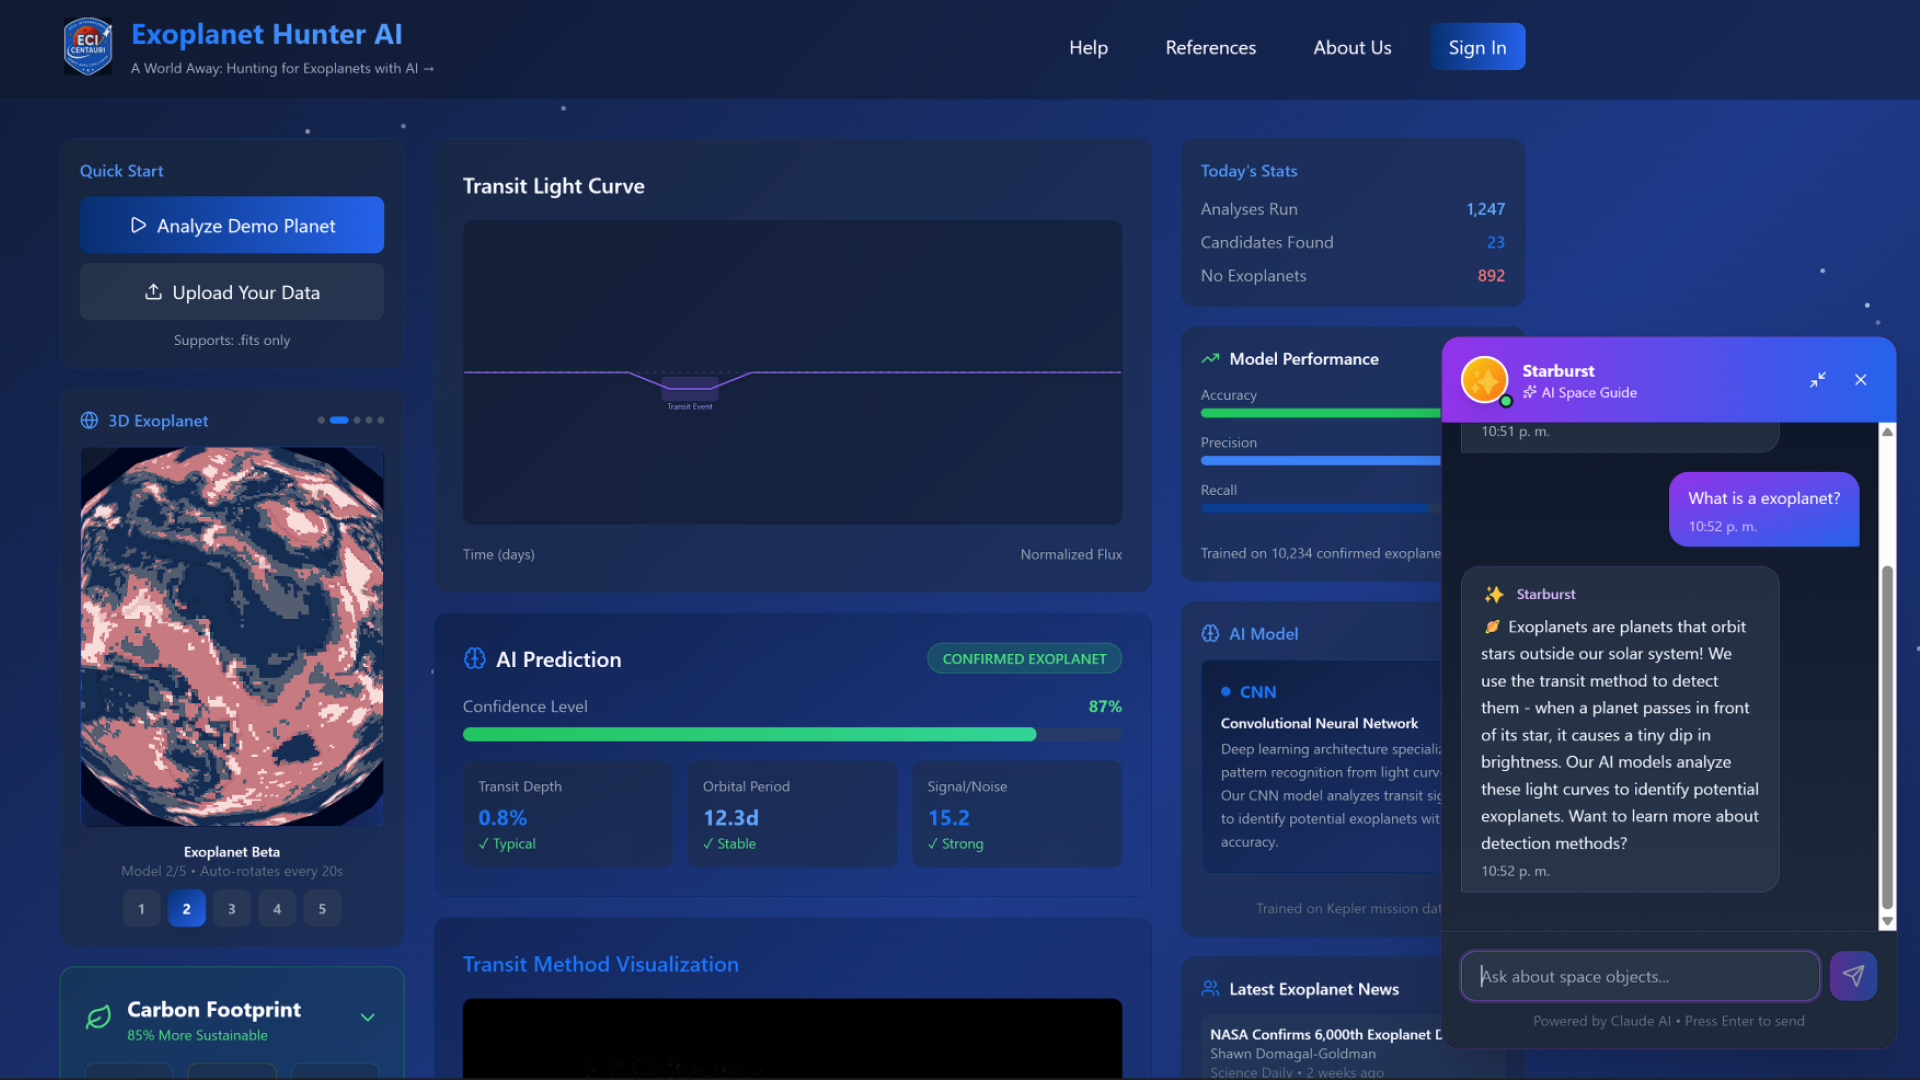 ECI
CENTAURI
Exoplanet Hunter AI
A World Away: Hunting for Exoplanets with AI →
Help
References
About Us
Sign In
Quick Start
Analyze Demo Planet
Upload Your Data
Supports: .fits only
3D Exoplanet
Exoplanet Beta
Model 2/5 • Auto-rotates every 20s
1
2
3
4
5
Carbon Footprint
85% More Sustainable
Transit Light Curve
Transit Event
Time (days)
Normalized Flux
AI Prediction
CONFIRMED EXOPLANET
Confidence Level
87%
Transit Depth
0.8%
✓ Typical
Orbital Period
12.3d
✓ Stable
Signal/Noise
15.2
✓ Strong
Transit Method Visualization
Today's Stats
Analyses Run
1,247
Candidates Found
23
No Exoplanets
892
Model Performance
Accuracy
Precision
Recall
Trained on 10,234 confirmed exoplane
AI Model
CNN
Convolutional Neural Network
Deep learning architecture specializ
pattern recognition from light curv
Our CNN model analyzes transit sig
to identify potential exoplanets wit
accuracy.
Trained on Kepler mission dat
Latest Exoplanet News
NASA Confirms 6,000th Exoplanet D
Shawn Domagal-Goldman
Science Daily • 2 weeks ago
Starburst
AI Space Guide
10:51 p. m.
What is a exoplanet?
10:52 p. m.
Starburst
🪐 Exoplanets are planets that orbit
stars outside our solar system! We
use the transit method to detect
them - when a planet passes in front
of its star, it causes a tiny dip in
brightness. Our AI models analyze
these light curves to identify potential
exoplanets. Want to learn more about
detection methods?
10:52 p. m.
Ask about space objects...
Powered by Claude AI • Press Enter to send